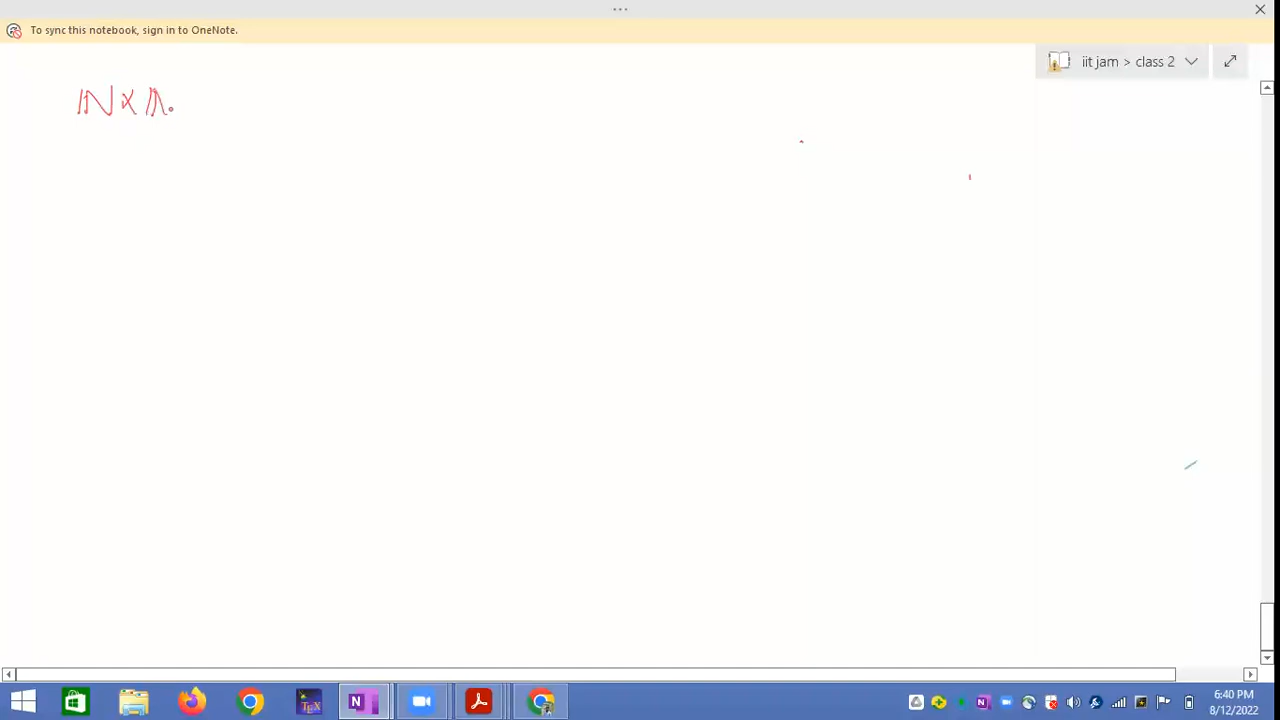 To sync this notebook, sign in to OneNote.
iit jam > class 2
ℕ×
6:40 PM
8/12/2022